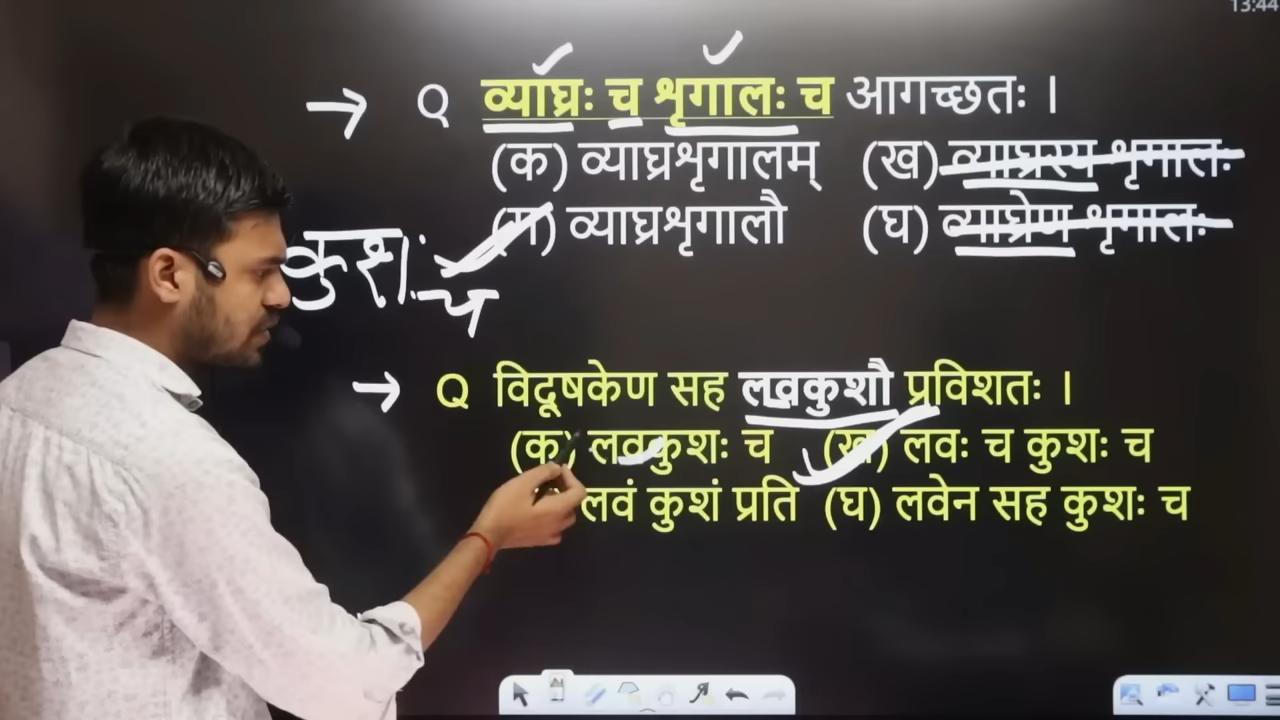 13:44
→ Q व्याघ्रः च शृगालः च आगच्छतः ।
(क) व्याघ्रशृगालम् (ख) व्याघ्रस्य शृगालः
(ग) व्याघ्रशृगालौ (घ) व्याघ्रेण शृगालः
कुशः च
→ Q विदूषकेण सह लवकुशौ प्रविशतः ।
(क) लवकुशः च (ख) लवः च कुशः च
लवं कुशं प्रति (घ) लवेन सह कुशः च